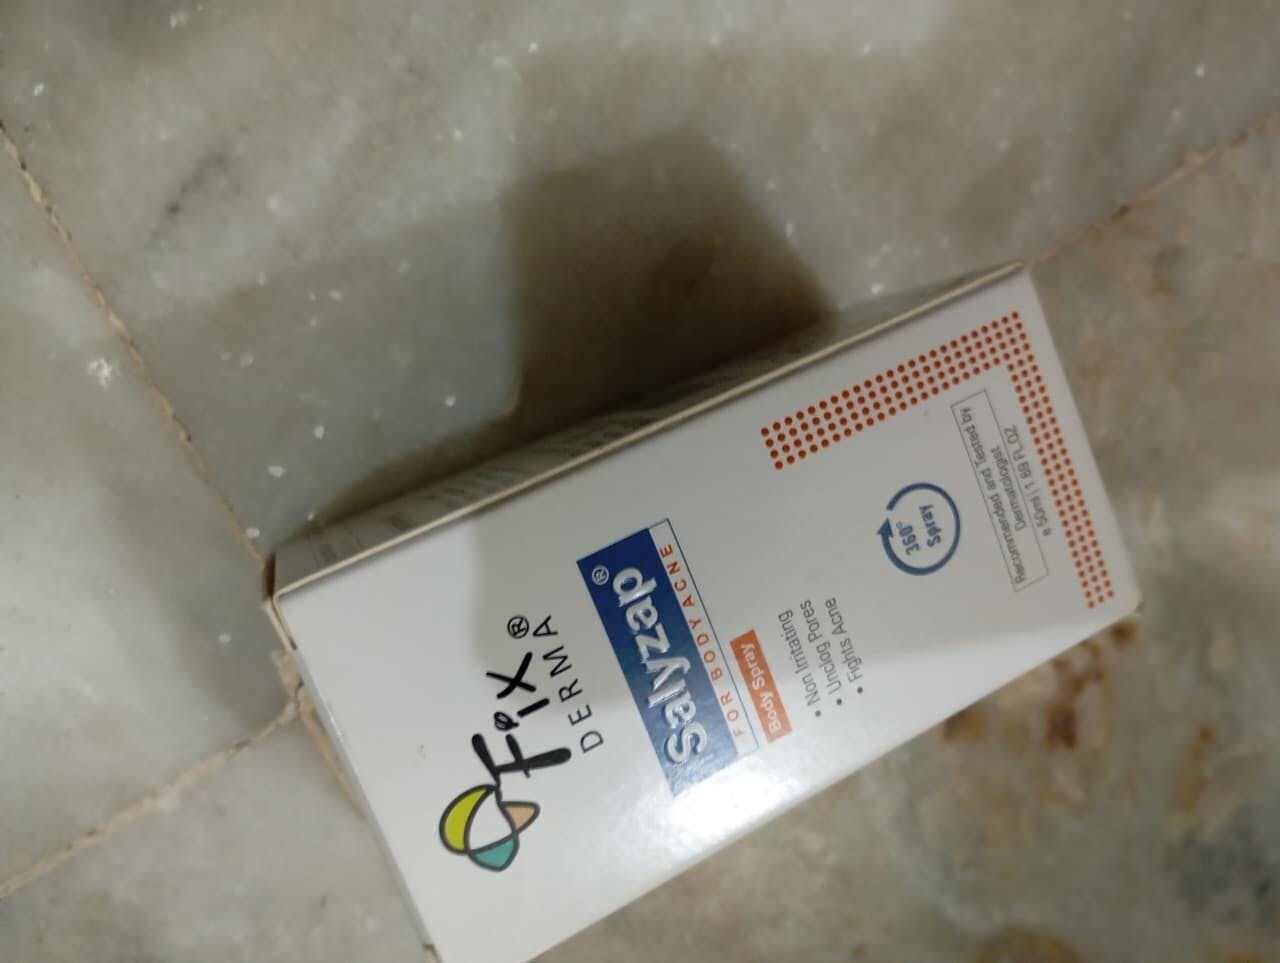 Fix®
DERMA
Salyzap®
FOR BODY ACNE
Body Spray
• Non Irritating
• Unclog Pores
• Fights Acne
360°
Spray
Recommended and Tested by
Dermatologist
e 50ml | 1.69 FL.OZ